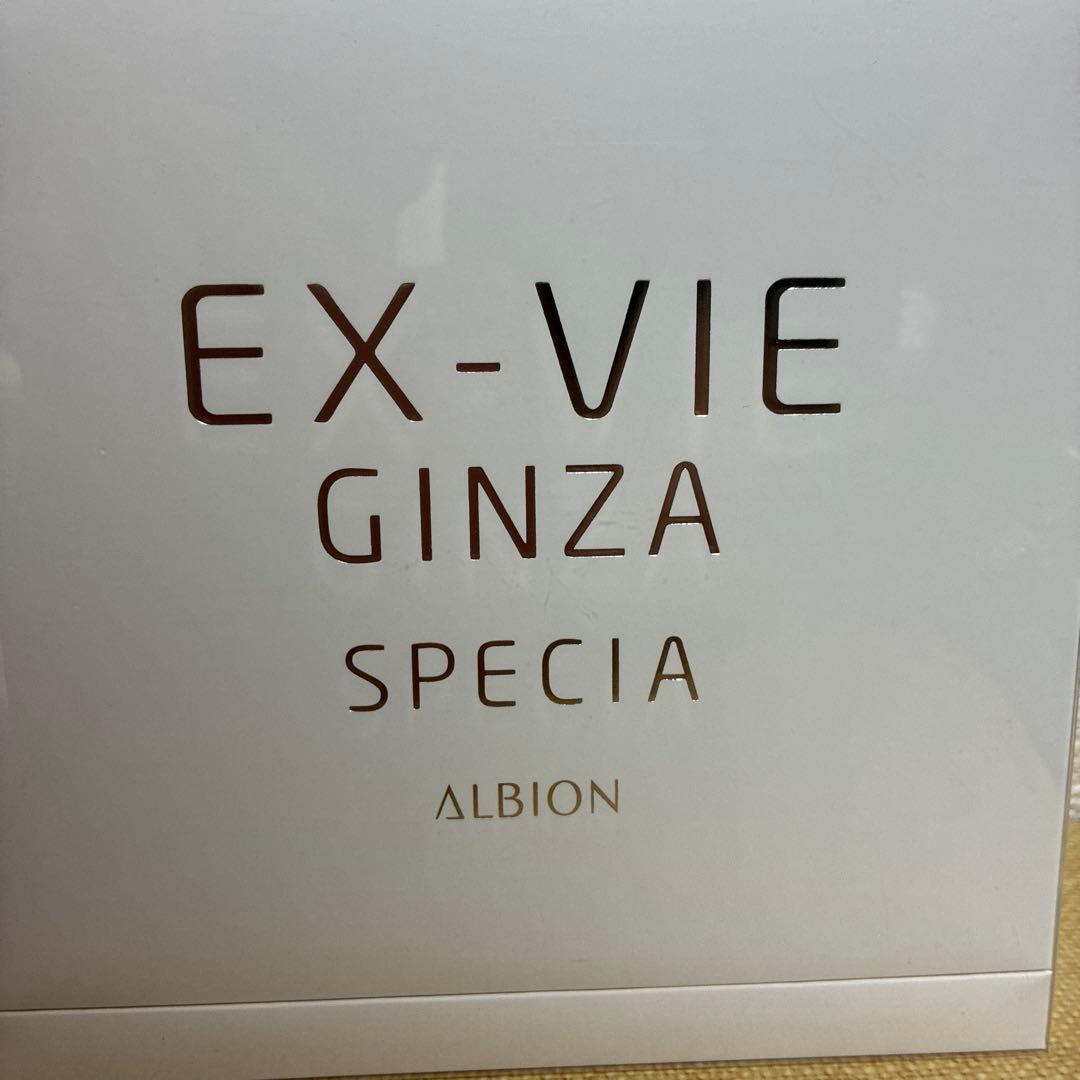 EX-VIE
GINZA
SPECIA
ALBION